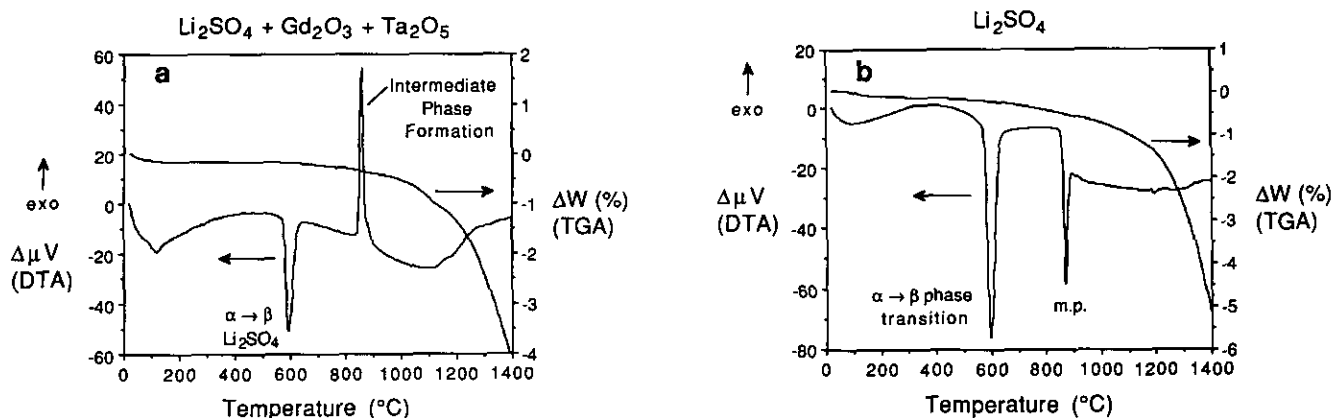 Li₂SO₄ + Gd₂O₃ + Ta₂O₅
a
60
40
20
0
-20
-40
-60
2
1
0
-1
-2
-3
-4
Intermediate
Phase
Formation
exo
ΔμV
(DTA)
ΔW (%)
(TGA)
α → β
Li₂SO₄
0 200 400 600 800 1000 1200 1400
Temperature (°C)
Li₂SO₄
b
20
0
-20
-40
-60
-80
1
0
-1
-2
-3
-4
-5
-6
exo
ΔμV
(DTA)
ΔW (%)
(TGA)
α → β phase
transition
m.p.
0 200 400 600 800 1000 1200 1400
Temperature (°C)